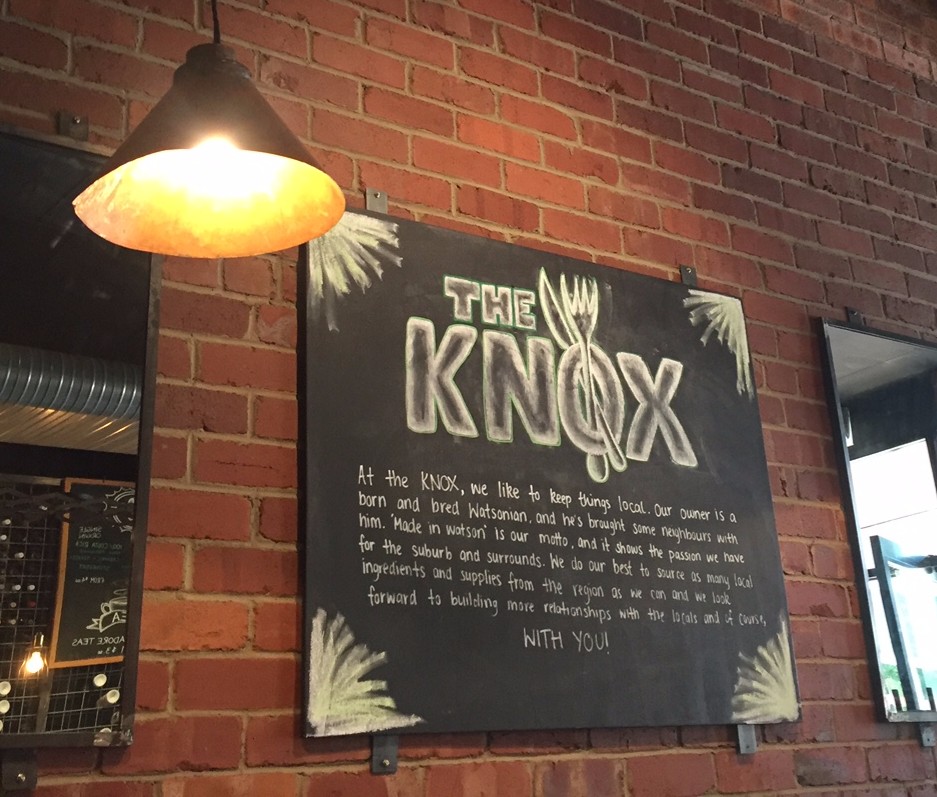 THE
KNOX
At the KNOX, we like to keep things local. Our owner is a
born and bred Watsonian, and he's brought some neighbours with
him. 'Made in Watson' is our motto, and it shows the passion we have
for the suburb and surrounds. We do our best to source as many local
ingredients and supplies from the region as we can and we look
forward to building more relationships with the locals and of course,
WITH YOU!
ADORE TEAS